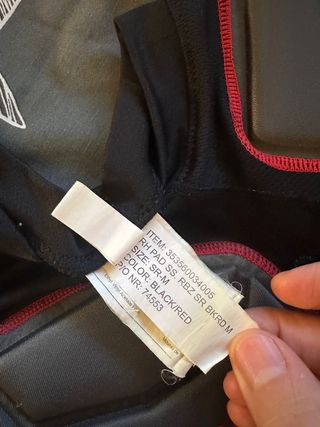 ITEM: 353560034005
RH PAD SS RBZ SR BKRD M
SIZE: SR-M
COLOR: BLACK/RED
P/O NR. 74553